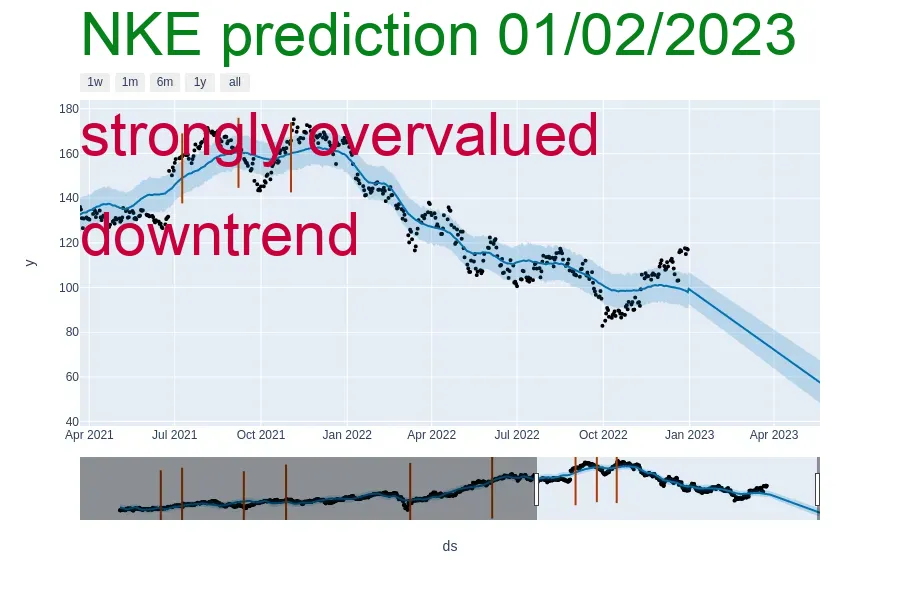 NKE prediction 01/02/2023
1w 1m 6m 1y all
strongly overvalued
downtrend
180
160
140
120
100
80
60
40
y
Apr 2021 Jul 2021 Oct 2021 Jan 2022 Apr 2022 Jul 2022 Oct 2022 Jan 2023 Apr 2023
ds